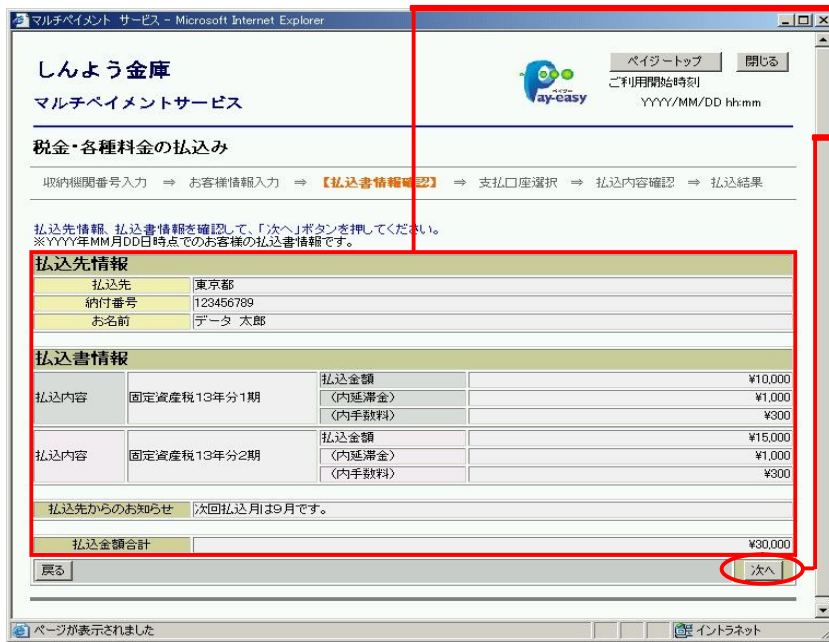 マルチペイメント サービス - Microsoft Internet Explorer
しんよう金庫
マルチペイメントサービス
ペイジー
Pay-easy
ペイジートップ 閉じる
ご利用開始時刻
YYYY/MM/DD hh:mm
税金・各種料金の払込み
収納機関番号入力 ⇒ お客様情報入力 ⇒ 【払込書情報確認】 ⇒ 支払口座選択 ⇒ 払込内容確認 ⇒ 払込結果
払込先情報、払込書情報を確認して、「次へ」ボタンを押してください。
※YYYY年MM月DD日時点でのお客様の払込書情報です。
払込先情報
払込先 東京都
納付番号 123456789
お名前 データ 太郎
払込書情報
払込内容 固定資産税13年分1期 払込金額 ¥10,000
(内延滞金) ¥1,000
(内手数料) ¥300
払込内容 固定資産税13年分2期 払込金額 ¥15,000
(内延滞金) ¥1,000
(内手数料) ¥300
払込先からのお知らせ 次回払込月は9月です。
払込金額合計 ¥30,000
戻る 次へ
ページが表示されました イントラネット